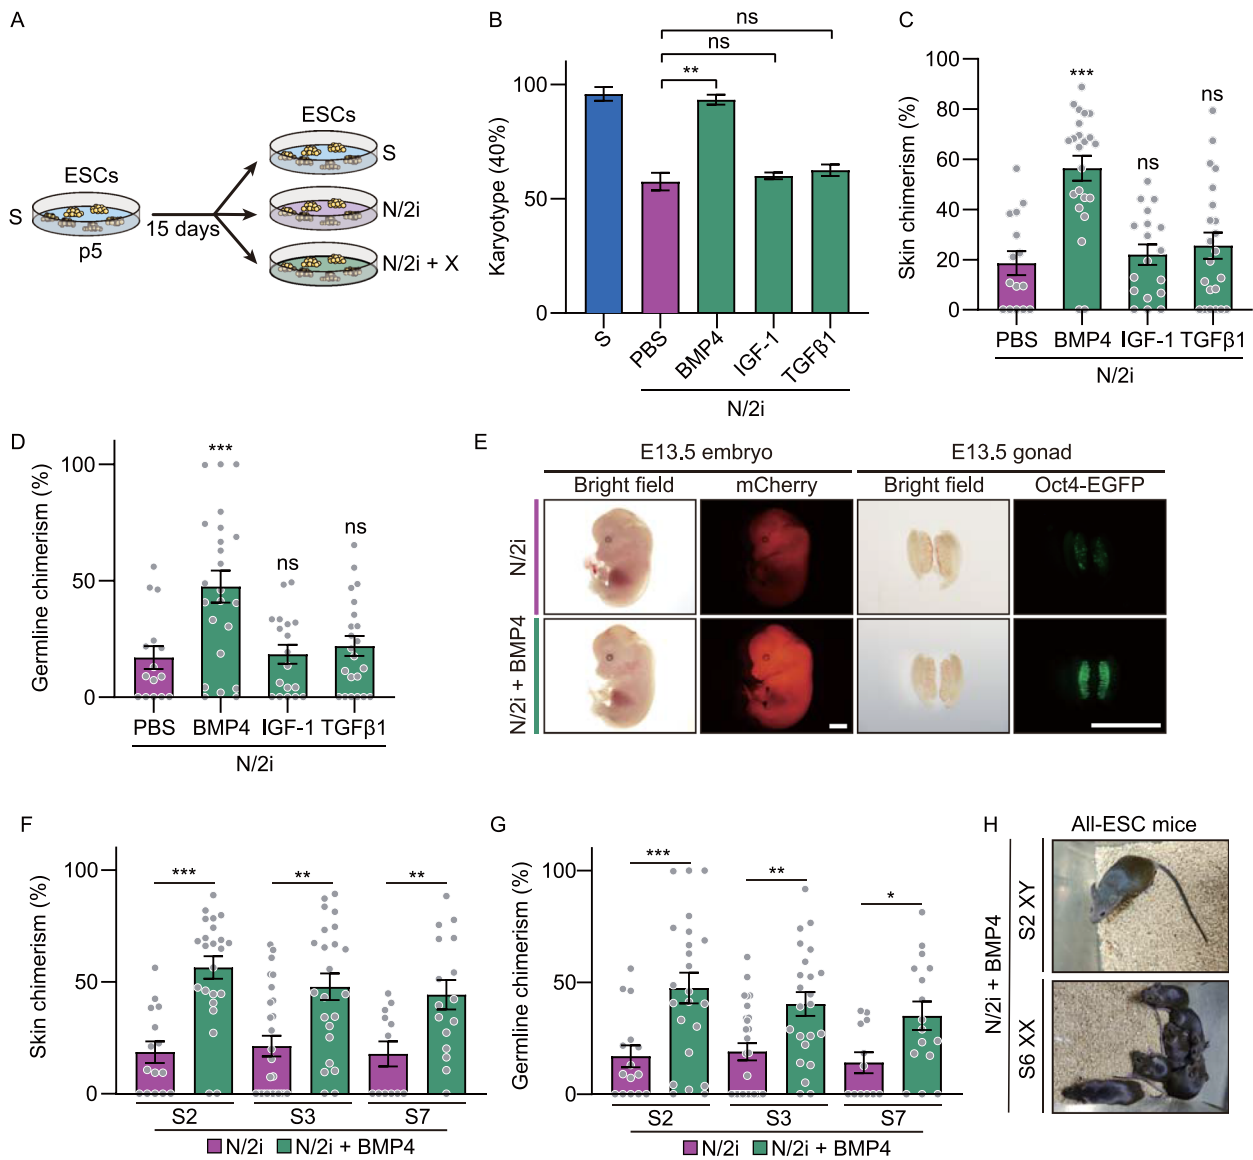 A
ESCs
S
p5
15 days
ESCs
S
N/2i
N/2i + X
B
Karyotype (40%)
100
50
0
ns
ns
**
S
PBS
BMP4
IGF-1
TGFβ1
N/2i
C
Skin chimerism (%)
100
80
60
40
20
0
***
ns
ns
PBS BMP4 IGF-1 TGFβ1
N/2i
D
Germline chimerism (%)
100
50
0
***
ns
ns
PBS BMP4 IGF-1 TGFβ1
N/2i
E
E13.5 embryo E13.5 gonad
Bright field mCherry Bright field Oct4-EGFP
N/2i
N/2i + BMP4
F
Skin chimerism (%)
100
50
0
*** ** **
S2 S3 S7
N/2i N/2i + BMP4
G
Germline chimerism (%)
100
50
0
*** ** *
S2 S3 S7
N/2i N/2i + BMP4
H
All-ESC mice
N/2i + BMP4
S2 XY
S6 XX